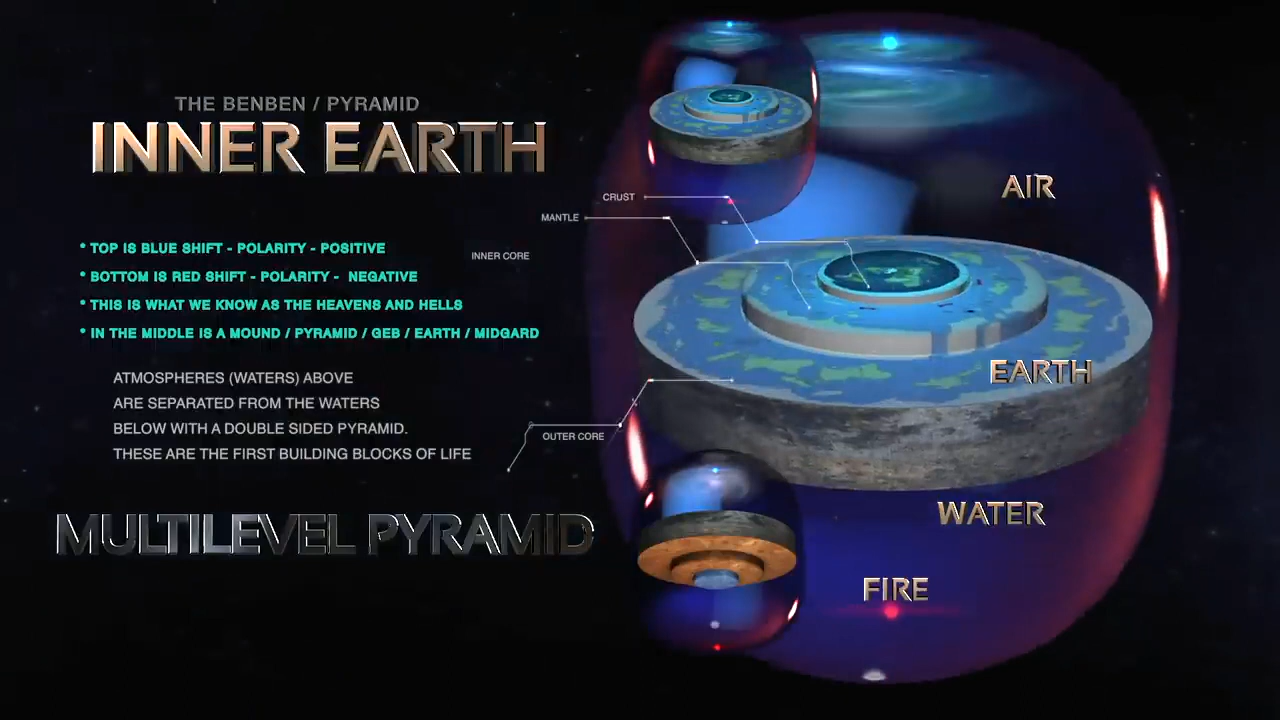 THE BENBEN / PYRAMID
INNER EARTH
* TOP IS BLUE SHIFT - POLARITY - POSITIVE
* BOTTOM IS RED SHIFT - POLARITY -  NEGATIVE
* THIS IS WHAT WE KNOW AS THE HEAVENS AND HELLS
* IN THE MIDDLE IS A MOUND / PYRAMID / GEB / EARTH / MIDGARD
ATMOSPHERES (WATERS) ABOVE
ARE SEPARATED FROM THE WATERS
BELOW WITH A DOUBLE SIDED PYRAMID.
THESE ARE THE FIRST BUILDING BLOCKS OF LIFE
MULTILEVEL PYRAMID
CRUST
MANTLE
INNER CORE
OUTER CORE
AIR
EARTH
WATER
FIRE